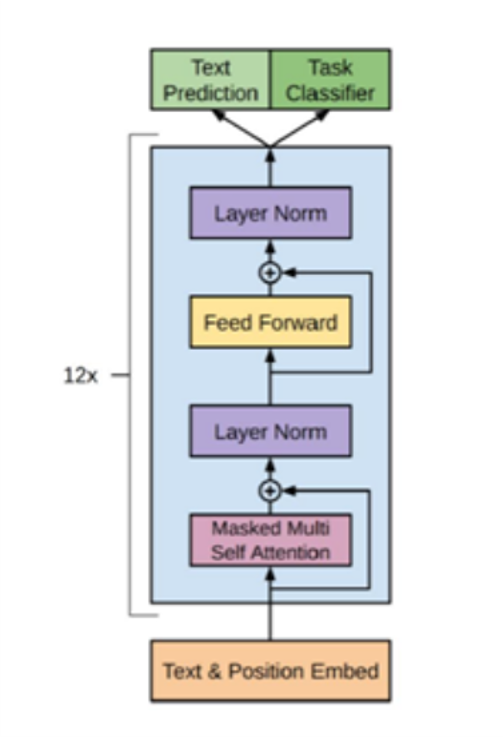 Text
Prediction
Task
Classifier
Layer Norm
Feed Forward
12x
Layer Norm
Masked Multi
Self Attention
Text & Position Embed